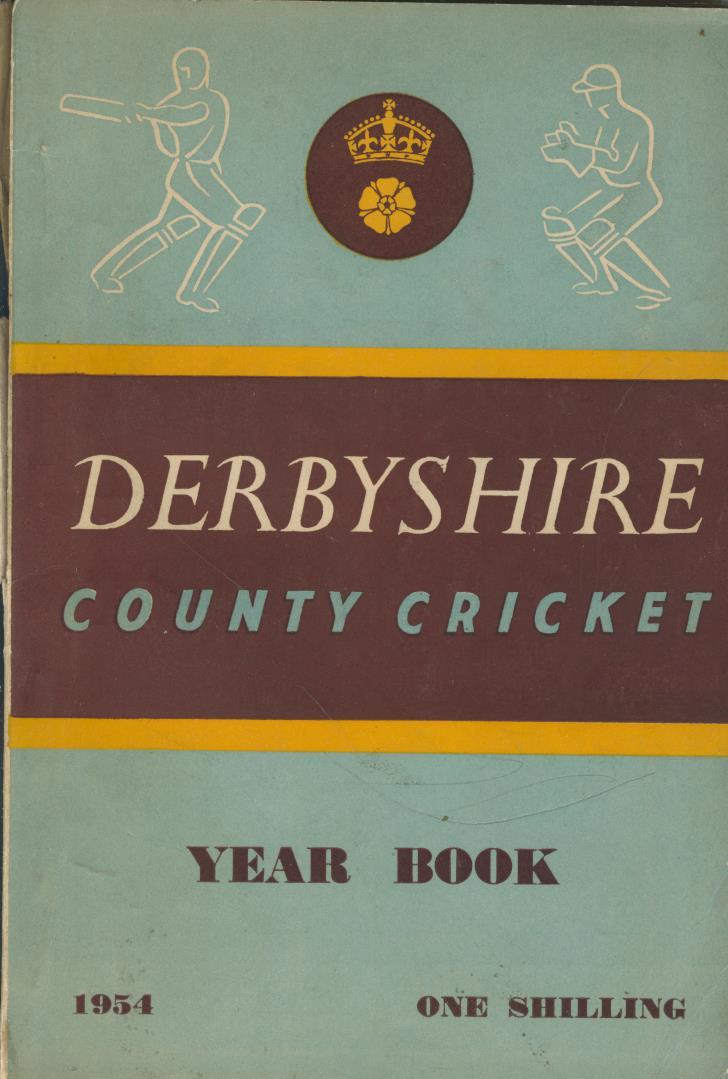 DERBYSHIRE
COUNTY CRICKET
YEAR BOOK
1954 ONE SHILLING